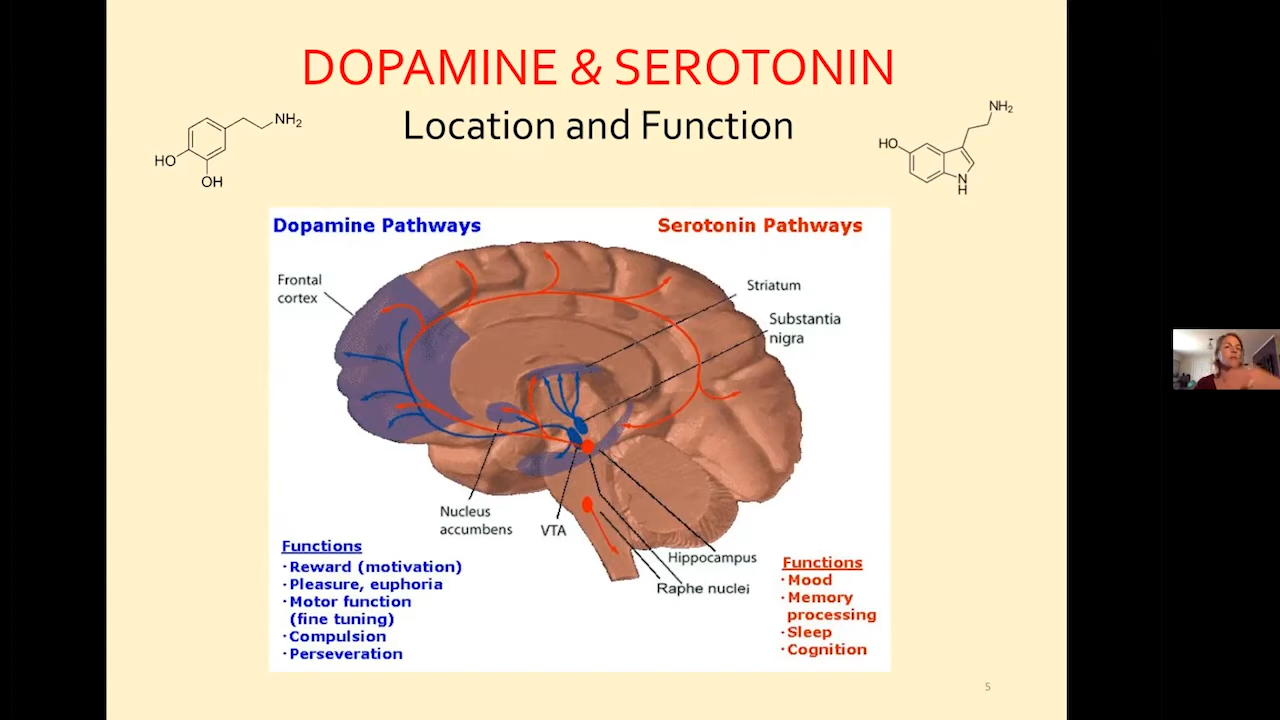 DOPAMINE & SEROTONIN
Location and Function
NH₂
HO
OH
NH₂
HO
N
H
Dopamine Pathways
Serotonin Pathways
Frontal
cortex
Striatum
Substantia
nigra
Nucleus
accumbens
VTA
Hippocampus
Raphe nuclei
Functions
·Reward (motivation)
·Pleasure, euphoria
·Motor function
(fine tuning)
·Compulsion
·Perseveration
Functions
·Mood
·Memory
processing
·Sleep
·Cognition
5